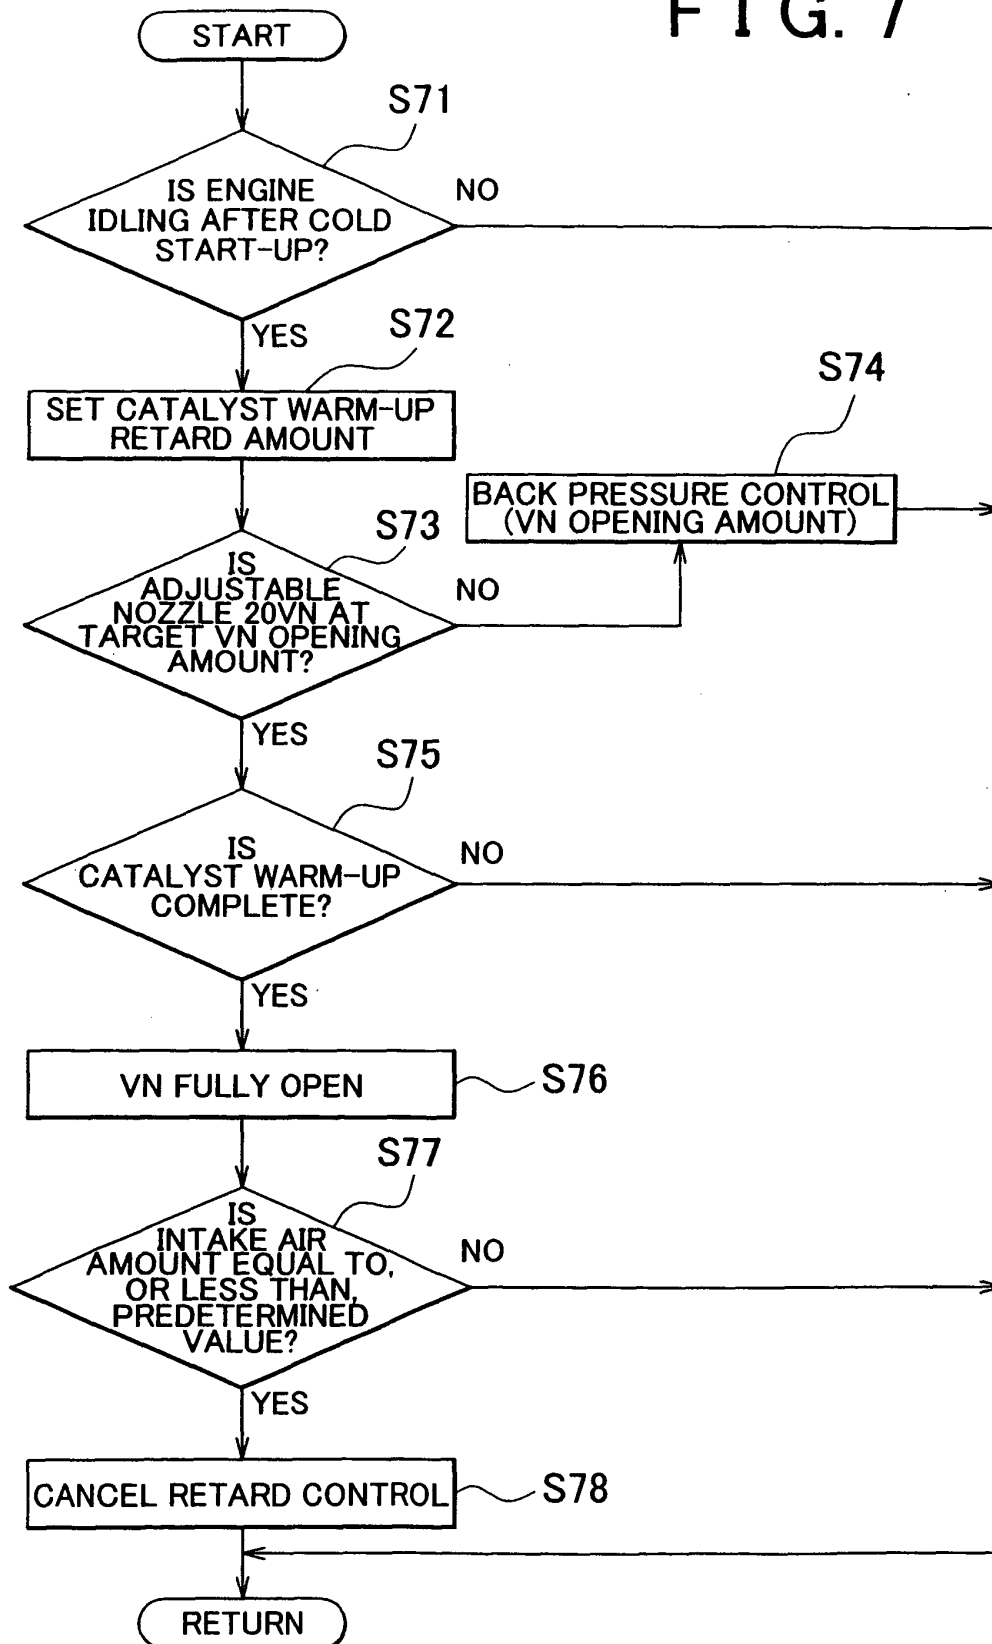 FIG. 7
START
S71
IS ENGINE
IDLING AFTER COLD
START-UP?
NO
YES
S72
SET CATALYST WARM-UP
RETARD AMOUNT
S74
BACK PRESSURE CONTROL
(VN OPENING AMOUNT)
S73
IS
ADJUSTABLE
NOZZLE 20VN AT
TARGET VN OPENING
AMOUNT?
NO
YES
S75
IS
CATALYST WARM-UP
COMPLETE?
NO
YES
VN FULLY OPEN
S76
S77
IS
INTAKE AIR
AMOUNT EQUAL TO,
OR LESS THAN,
PREDETERMINED
VALUE?
NO
YES
CANCEL RETARD CONTROL
S78
RETURN